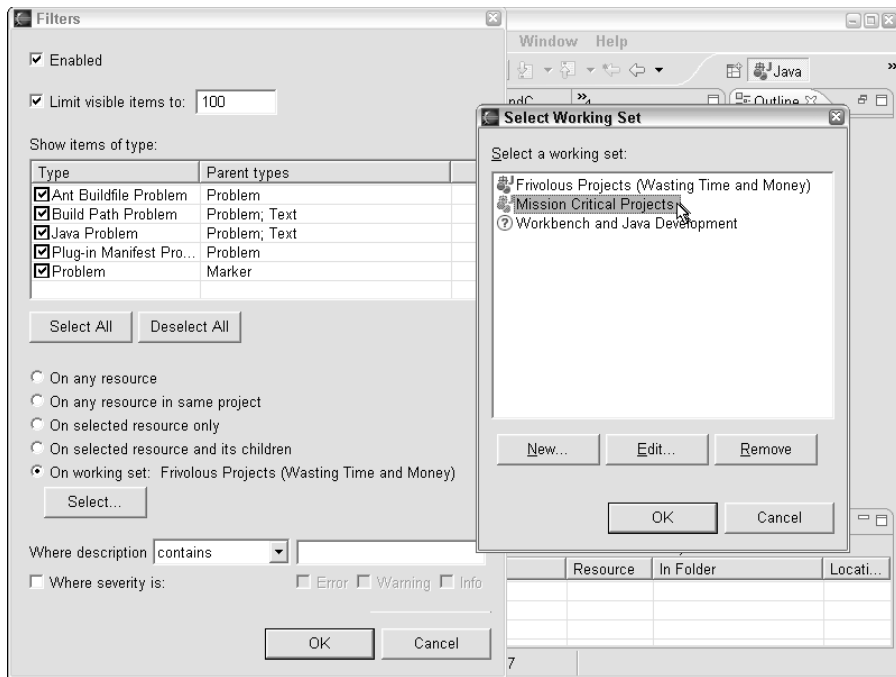 Filters
Enabled
Limit visible items to: 100
Show items of type:
Type Parent types
Ant Buildfile Problem Problem
Build Path Problem Problem; Text
Java Problem Problem; Text
Plug-in Manifest Pro... Problem
Problem Marker
Select All Deselect All
On any resource
On any resource in same project
On selected resource only
On selected resource and its children
On working set: Frivolous Projects (Wasting Time and Money)
Select...
Where description contains
Where severity is: Error Warning Info
OK Cancel
Window Help
Java
»
ndC »4 Outline
Select Working Set
Select a working set:
Frivolous Projects (Wasting Time and Money)
Mission Critical Projects
Workbench and Java Development
New... Edit... Remove
OK Cancel
Resource In Folder Locati...
7